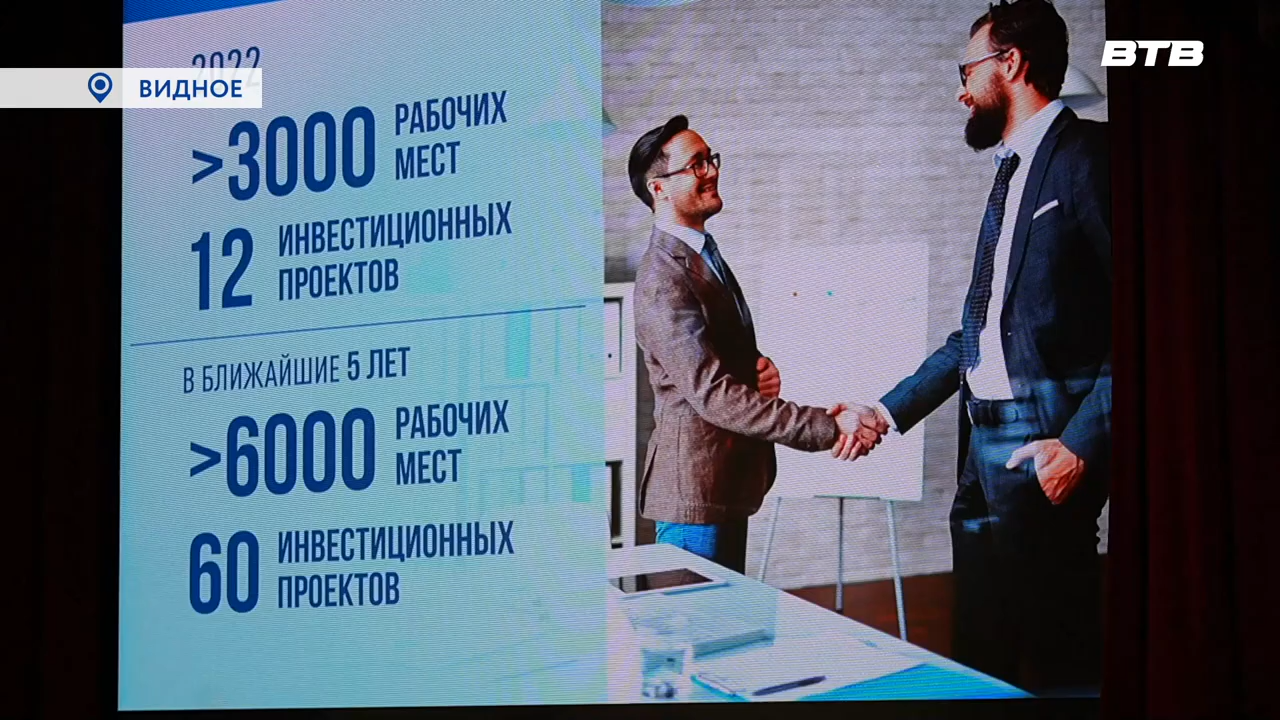 2022
ВИДНОЕ
ВТВ
>3000 РАБОЧИХ
МЕСТ
12 ИНВЕСТИЦИОННЫХ
ПРОЕКТОВ
В БЛИЖАЙШИЕ 5 ЛЕТ
>6000 РАБОЧИХ
МЕСТ
60 ИНВЕСТИЦИОННЫХ
ПРОЕКТОВ